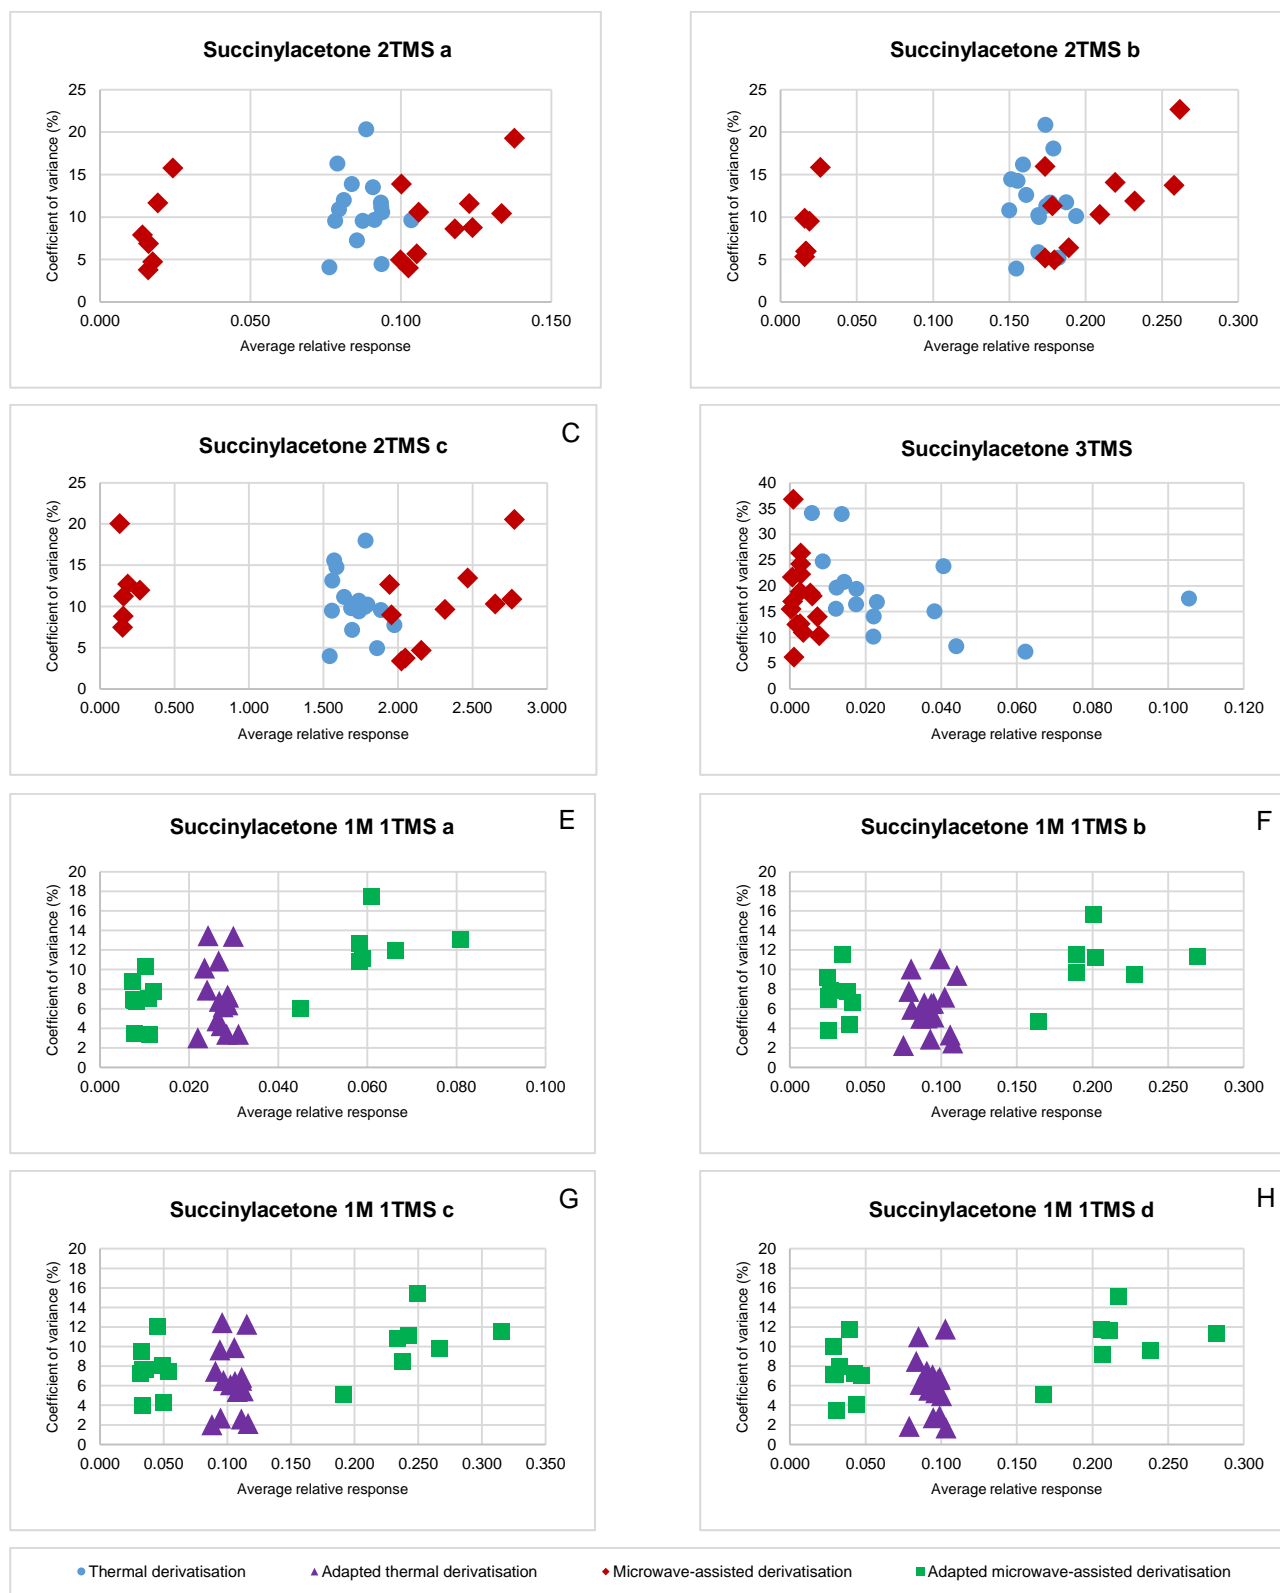 Succinylacetone 2TMS a
Coefficient of variance (%)
25
20
15
10
5
0
0.000 0.050 0.100 0.150
Average relative response
Succinylacetone 2TMS b
Coefficient of variance (%)
25
20
15
10
5
0
0.000 0.050 0.100 0.150 0.200 0.250 0.300
Average relative response
C
Succinylacetone 2TMS c
Coefficient of variance (%)
25
20
15
10
5
0
0.000 0.500 1.000 1.500 2.000 2.500 3.000
Average relative response
Succinylacetone 3TMS
Coefficient of variance (%)
40
35
30
25
20
15
10
5
0
0.000 0.020 0.040 0.060 0.080 0.100 0.120
Average relative response
E
Succinylacetone 1M 1TMS a
Coefficient of variance (%)
20
18
16
14
12
10
8
6
4
2
0
0.000 0.020 0.040 0.060 0.080 0.100
Average relative response
F
Succinylacetone 1M 1TMS b
Coefficient of variance (%)
20
18
16
14
12
10
8
6
4
2
0
0.000 0.050 0.100 0.150 0.200 0.250 0.300
Average relative response
G
Succinylacetone 1M 1TMS c
Coefficient of variance (%)
20
18
16
14
12
10
8
6
4
2
0
0.000 0.050 0.100 0.150 0.200 0.250 0.300 0.350
Average relative response
H
Succinylacetone 1M 1TMS d
Coefficient of variance (%)
20
18
16
14
12
10
8
6
4
2
0
0.000 0.050 0.100 0.150 0.200 0.250 0.300
Average relative response
Thermal derivatisation Adapted thermal derivatisation Microwave-assisted derivatisation Adapted microwave-assisted derivatisation